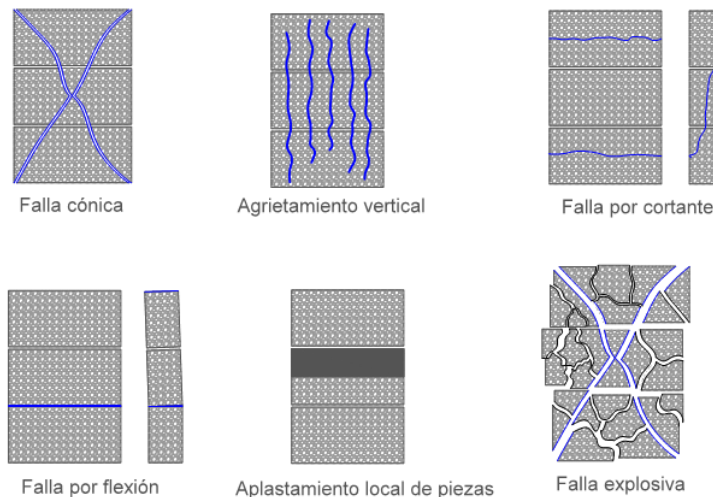 Falla cónica
Agrietamiento vertical
Falla por cortante
Falla por flexión
Aplastamiento local de piezas
Falla explosiva